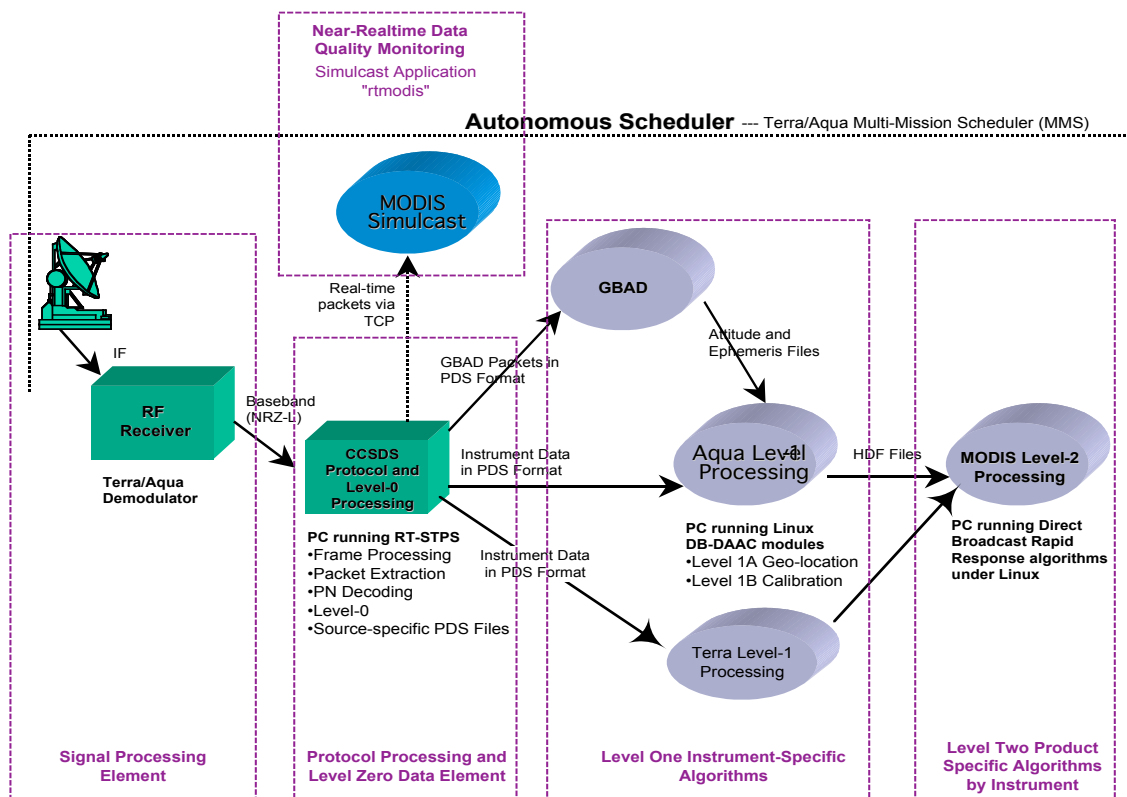 Near-Realtime Data
Quality Monitoring
Simulcast Application
"rtmodis"
Autonomous Scheduler --- Terra/Aqua Multi-Mission Scheduler (MMS)
MODIS
Simulcast
Real-time
packets via
TCP
GBAD
Attitude and
Ephemeris Files
IF
GBAD Packets in
PDS Format
RF
Receiver
Baseband
(NRZ-L)
Terra/Aqua
Demodulator
CCSDS
Protocol and
Level-0
Processing
Instrument Data
in PDS Format
Aqua Level-1
Processing
HDF Files
MODIS Level-2
Processing
PC running RT-STPS
•Frame Processing
•Packet Extraction
•PN Decoding
•Level-0
•Source-specific PDS Files
Instrument Data
in PDS Format
PC running Linux
DB-DAAC modules
•Level 1A Geo-location
•Level 1B Calibration
PC running Direct
Broadcast Rapid
Response algorithms
under Linux
Terra Level-1
Processing
Signal Processing
Element
Protocol Processing and
Level Zero Data Element
Level One Instrument-Specific
Algorithms
Level Two Product
Specific Algorithms
by Instrument